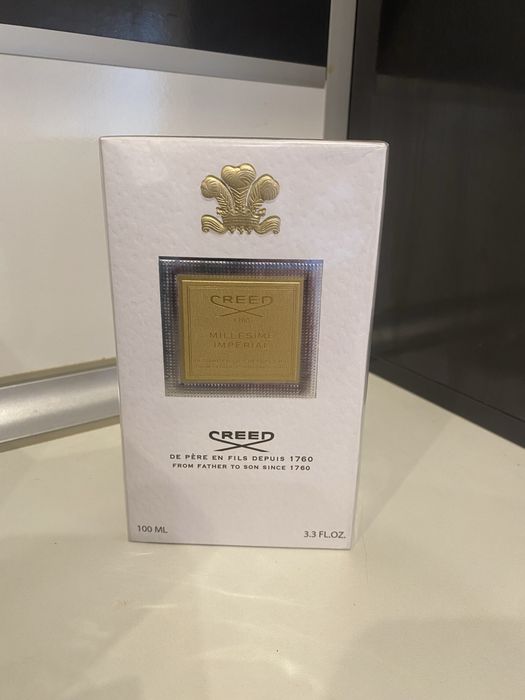 CREED
1760
MILLESIME
IMPERIAL
CREED
DE PÈRE EN FILS DEPUIS 1760
FROM FATHER TO SON SINCE 1760
100 ML
3.3 FL.OZ.